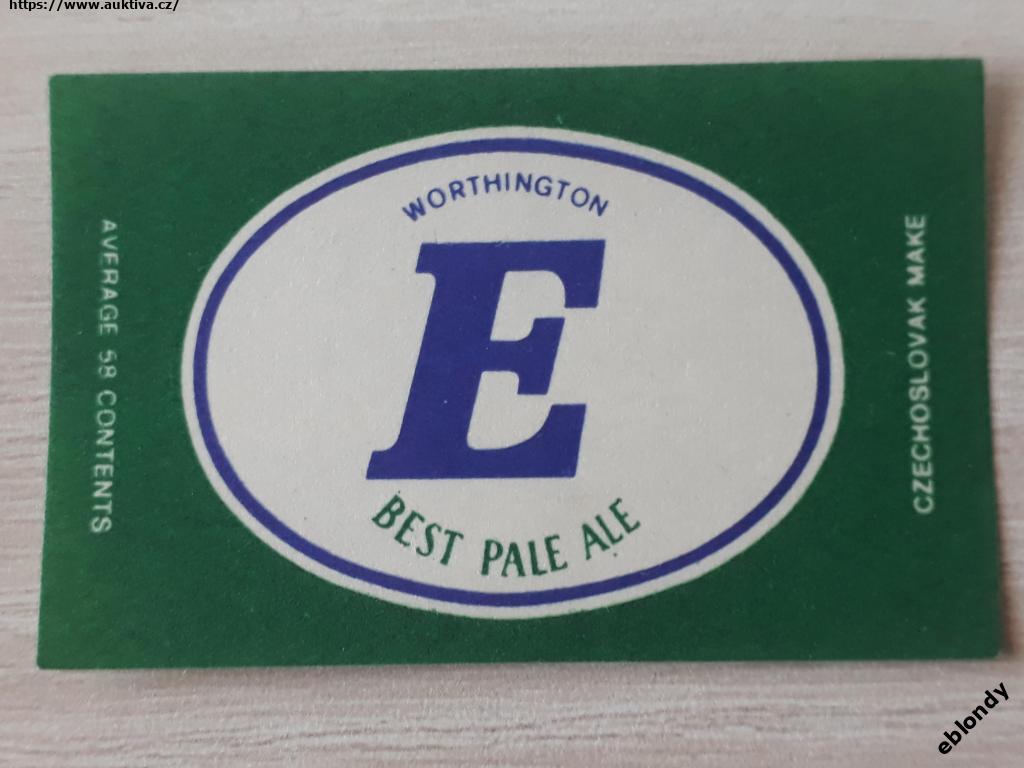 https://www.auktiva.cz/
WORTHINGTON
E
BEST PALE ALE
AVERAGE 58 CONTENTS
CZECHOSLOVAK MAKE
eblondy